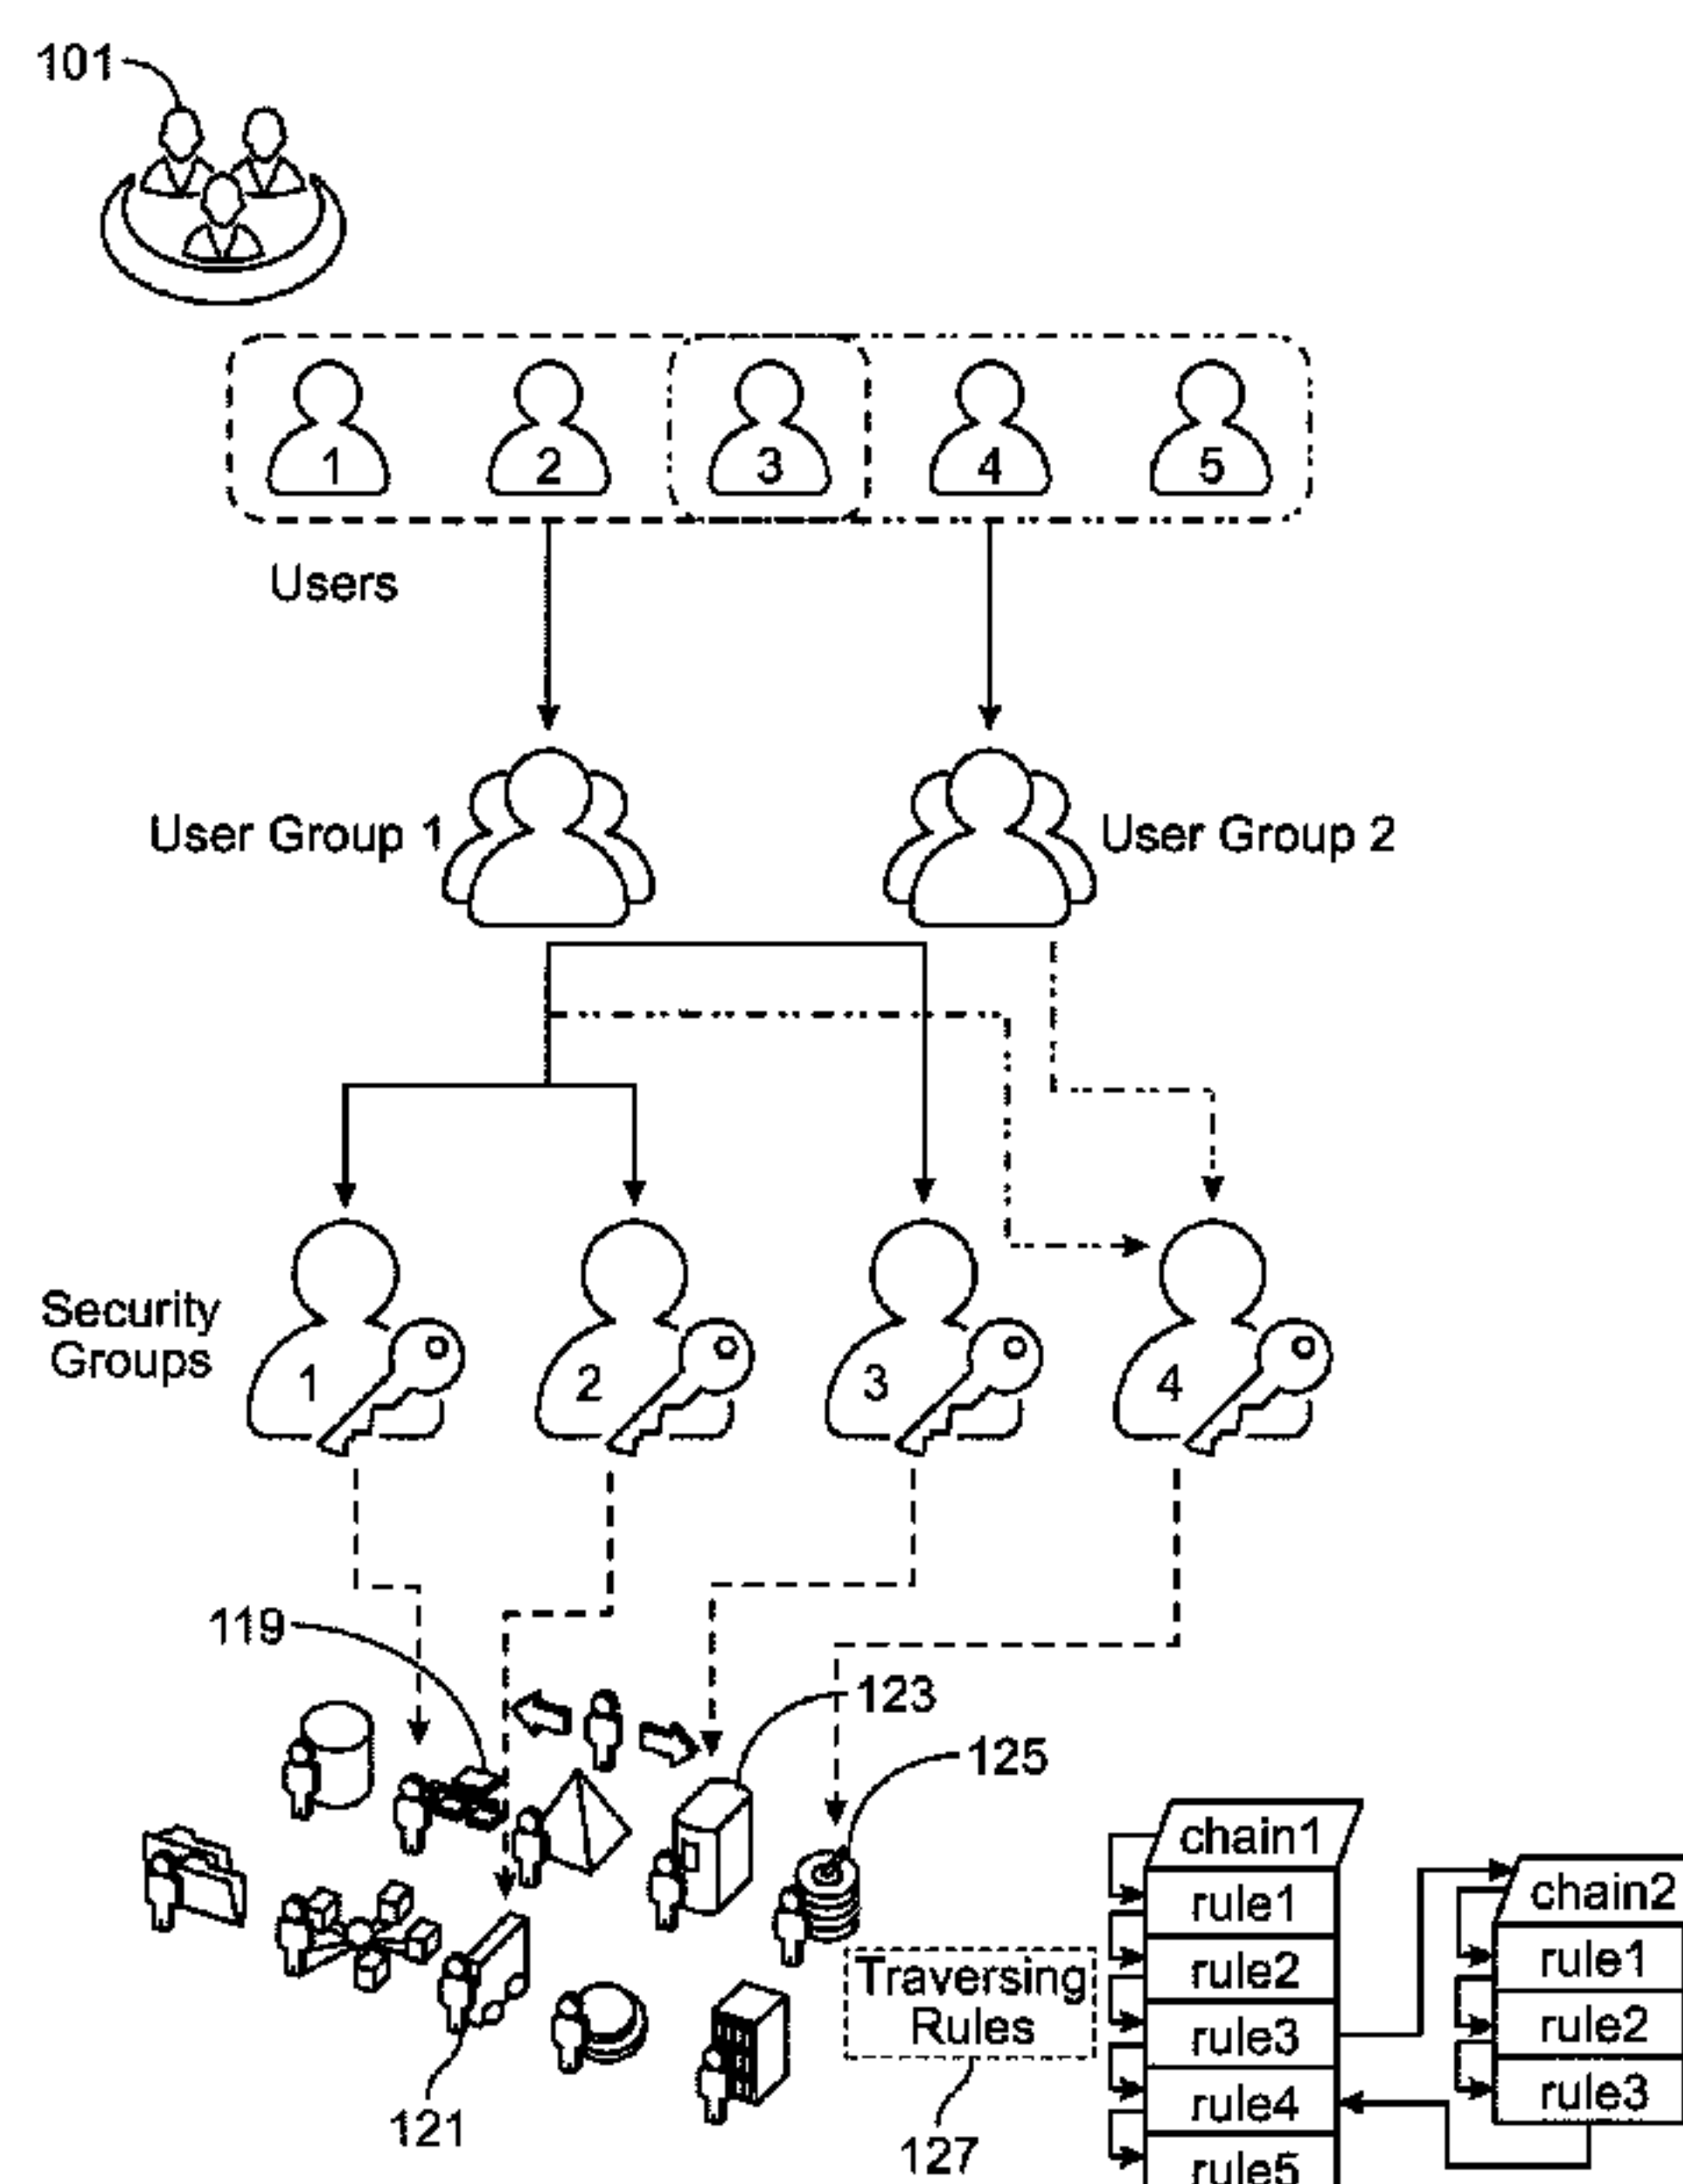 101
1
2
3
4
5
Users
User Group 1
User Group 2
Security
Groups
1
2
3
4
119
123
125
chain1
rule1
rule2
rule3
rule4
rule5
chain2
rule1
rule2
rule3
Traversing
Rules
121
127